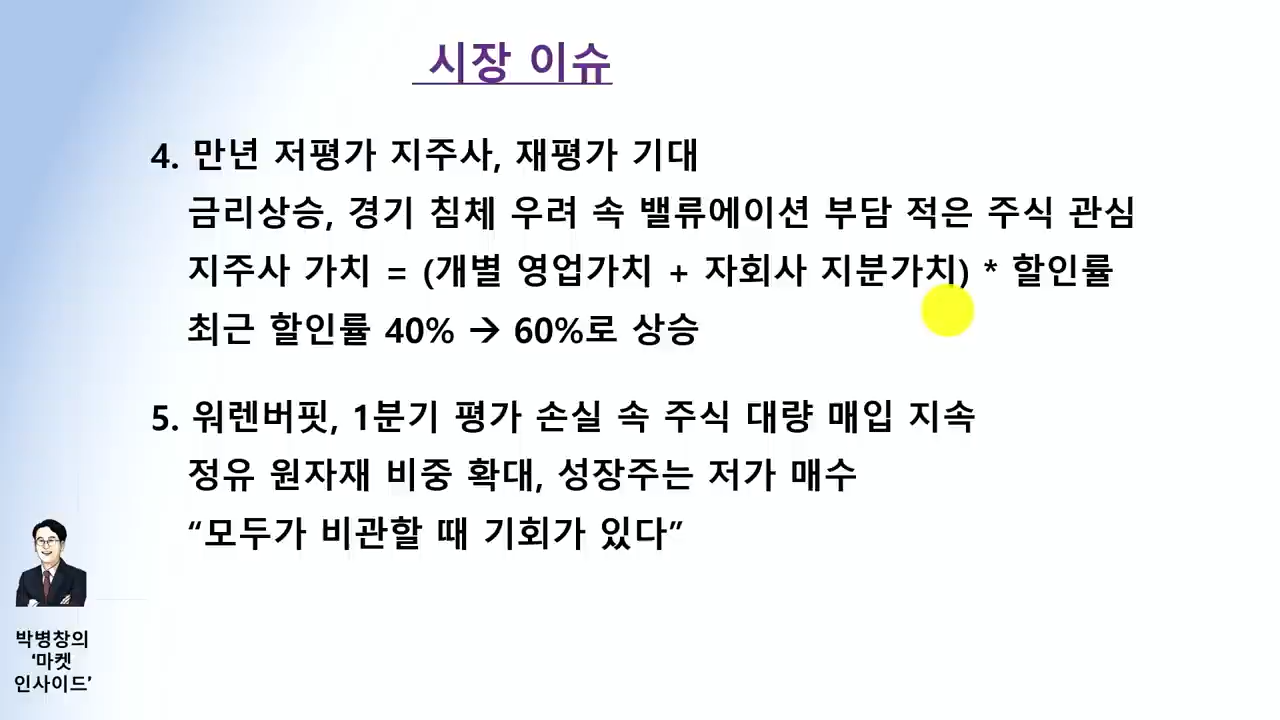 시장 이슈
4. 만년 저평가 지주사, 재평가 기대
금리상승, 경기 침체 우려 속 밸류에이션 부담 적은 주식 관심
지주사 가치 = (개별 영업가치 + 자회사 지분가치) * 할인률
최근 할인률 40% → 60%로 상승
5. 워렌버핏, 1분기 평가 손실 속 주식 대량 매입 지속
정유 원자재 비중 확대, 성장주는 저가 매수
“모두가 비관할 때 기회가 있다”
박병창의
‘마켓
인사이드’